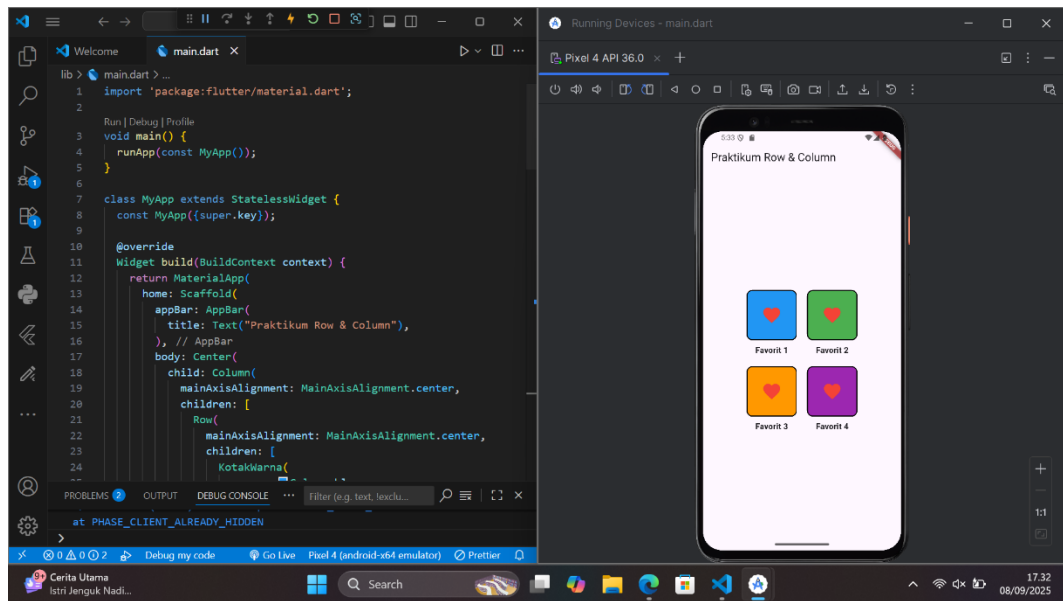 Welcome
main.dart
lib > main.dart > ...
1 import 'package:flutter/material.dart';
2
Run | Debug | Profile
3 void main() {
4 runApp(const MyApp());
5 }
6
7 class MyApp extends StatelessWidget {
8 const MyApp({super.key});
9
10 @override
11 Widget build(BuildContext context) {
12 return MaterialApp(
13 home: Scaffold(
14 appBar: AppBar(
15 title: Text("Praktikum Row & Column"),
16 ), // AppBar
17 body: Center(
18 child: Column(
19 mainAxisAlignment: MainAxisAlignment.center,
20 children: [
21 Row(
22 mainAxisAlignment: MainAxisAlignment.center,
23 children: [
24 KotakWarna(
PROBLEMS 2 OUTPUT DEBUG CONSOLE ... Filter (e.g. text, !exclu...
at PHASE_CLIENT_ALREADY_HIDDEN
>
0 0 2 Debug my code Go Live Pixel 4 (android-x64 emulator) Prettier
Running Devices - main.dart
Pixel 4 API 36.0
5:33
Praktikum Row & Column
Favorit 1 Favorit 2
Favorit 3 Favorit 4
1:1
Cerita Utama
Istri Jenguk Nadi...
Search
17.32
08/09/2025